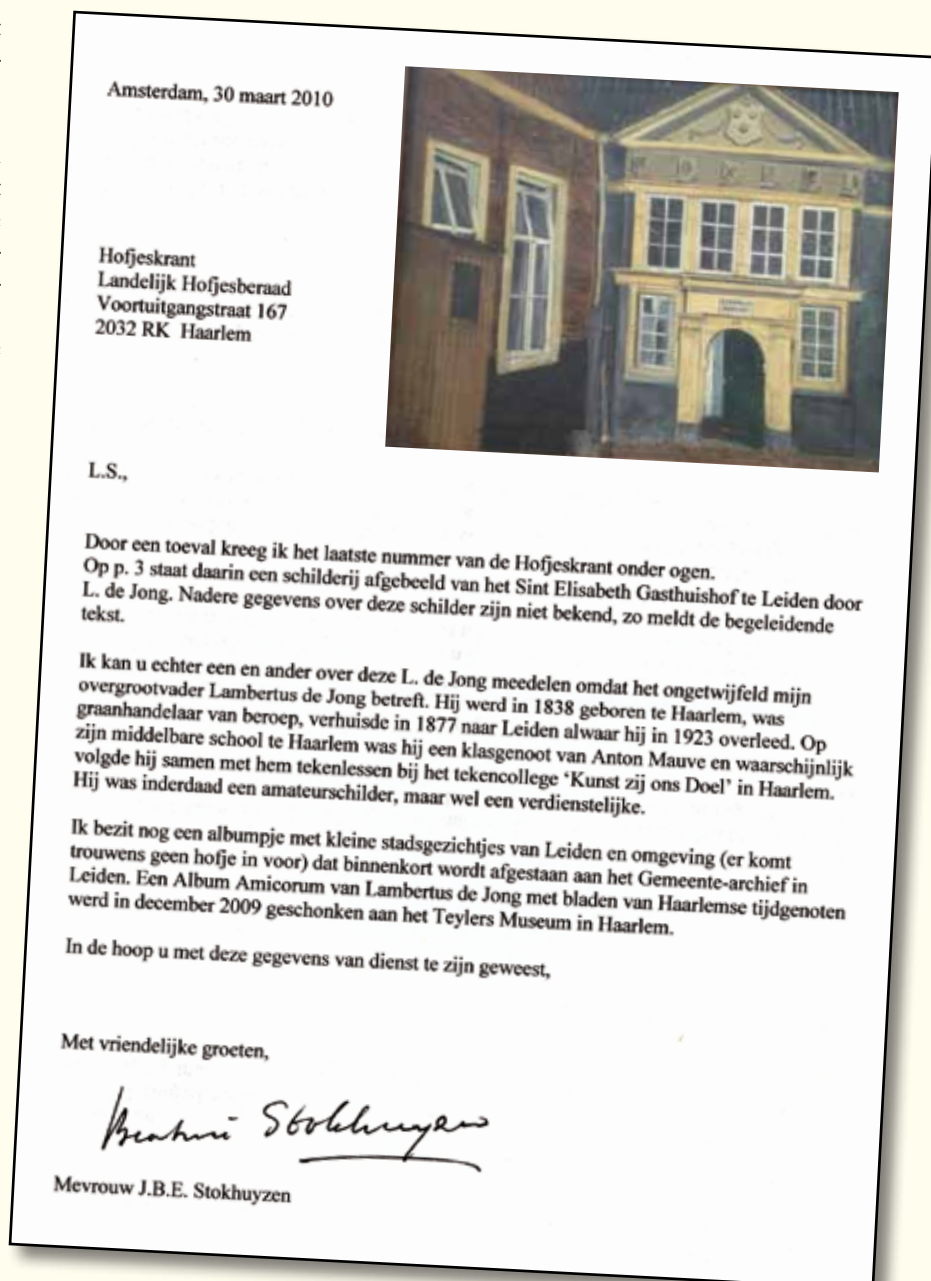 Amsterdam, 30 maart 2010
Hofjeskrant
Landelijk Hofjesberaad
Voortuitgangstraat 167
2032 RK Haarlem
L.S.,
Door een toeval kreeg ik het laatste nummer van de Hofjeskrant onder ogen.
Op p. 3 staat daarin een schilderij afgebeeld van het Sint Elisabeth Gasthuishof te Leiden door
L. de Jong. Nadere gegevens over deze schilder zijn niet bekend, zo meldt de begeleidende
tekst.
Ik kan u echter een en ander over deze L. de Jong meedelen omdat het ongetwijfeld mijn
overgrootvader Lambertus de Jong betreft. Hij werd in 1838 geboren te Haarlem, was
graanhandelaar van beroep, verhuisde in 1877 naar Leiden alwaar hij in 1923 overleed. Op
zijn middelbare school te Haarlem was hij een klasgenoot van Anton Mauve en waarschijnlijk
volgde hij samen met hem tekenlessen bij het tekencollege ‘Kunst zij ons Doel’ in Haarlem.
Hij was inderdaad een amateurschilder, maar wel een verdienstelijke.
Ik bezit nog een albumpje met kleine stadsgezichtjes van Leiden en omgeving (er komt
trouwens geen hofje in voor) dat binnenkort wordt afgestaan aan het Gemeente-archief in
Leiden. Een Album Amicorum van Lambertus de Jong met bladen van Haarlemse tijdgenoten
werd in december 2009 geschonken aan het Teylers Museum in Haarlem.
In de hoop u met deze gegevens van dienst te zijn geweest,
Met vriendelijke groeten,
Stokhuyzen
Mevrouw J.B.E. Stokhuyzen